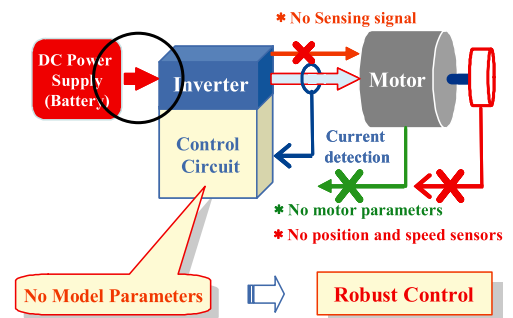 * No Sensing signal
DC Power
Supply
(Battery)
Inverter
Motor
Control
Circuit
Current
detection
* No motor parameters
* No position and speed sensors
No Model Parameters
Robust Control